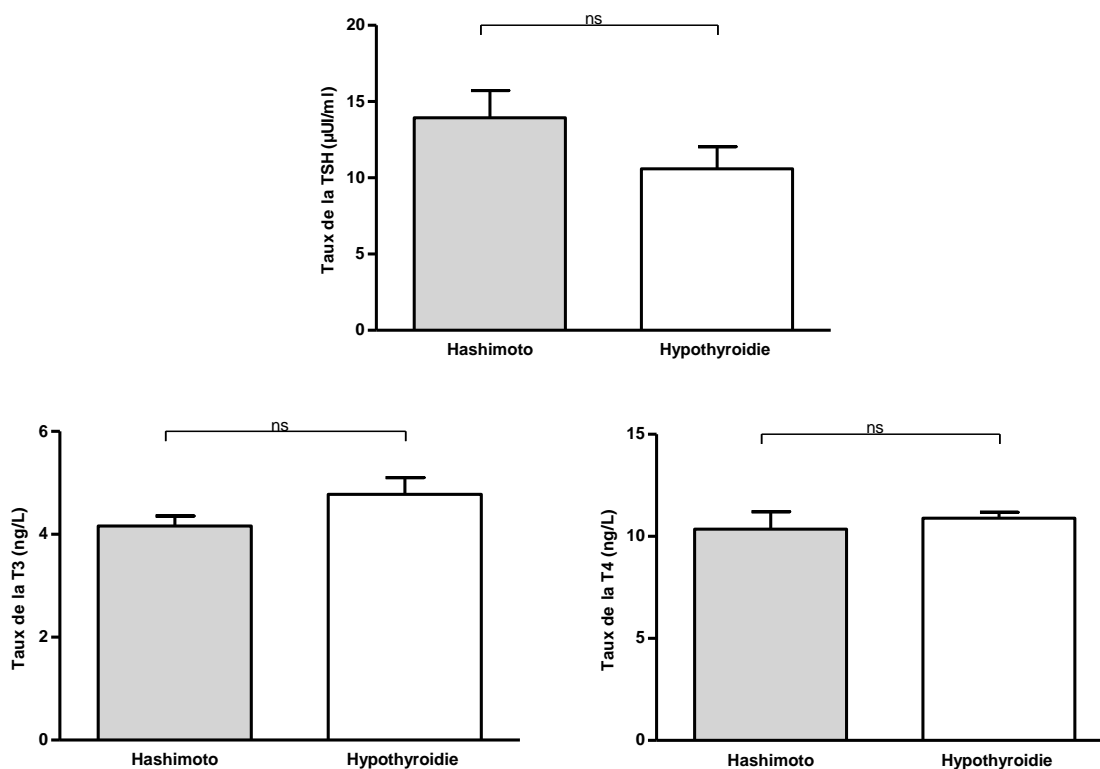 ns
20
15
10
5
0
Taux de la TSH (µUI/ml)
Hashimoto
Hypothyroidie
ns
6
4
2
0
Taux de la T3 (ng/L)
Hashimoto
Hypothyroidie
ns
15
10
5
0
Taux de la T4 (ng/L)
Hashimoto
Hypothyroidie